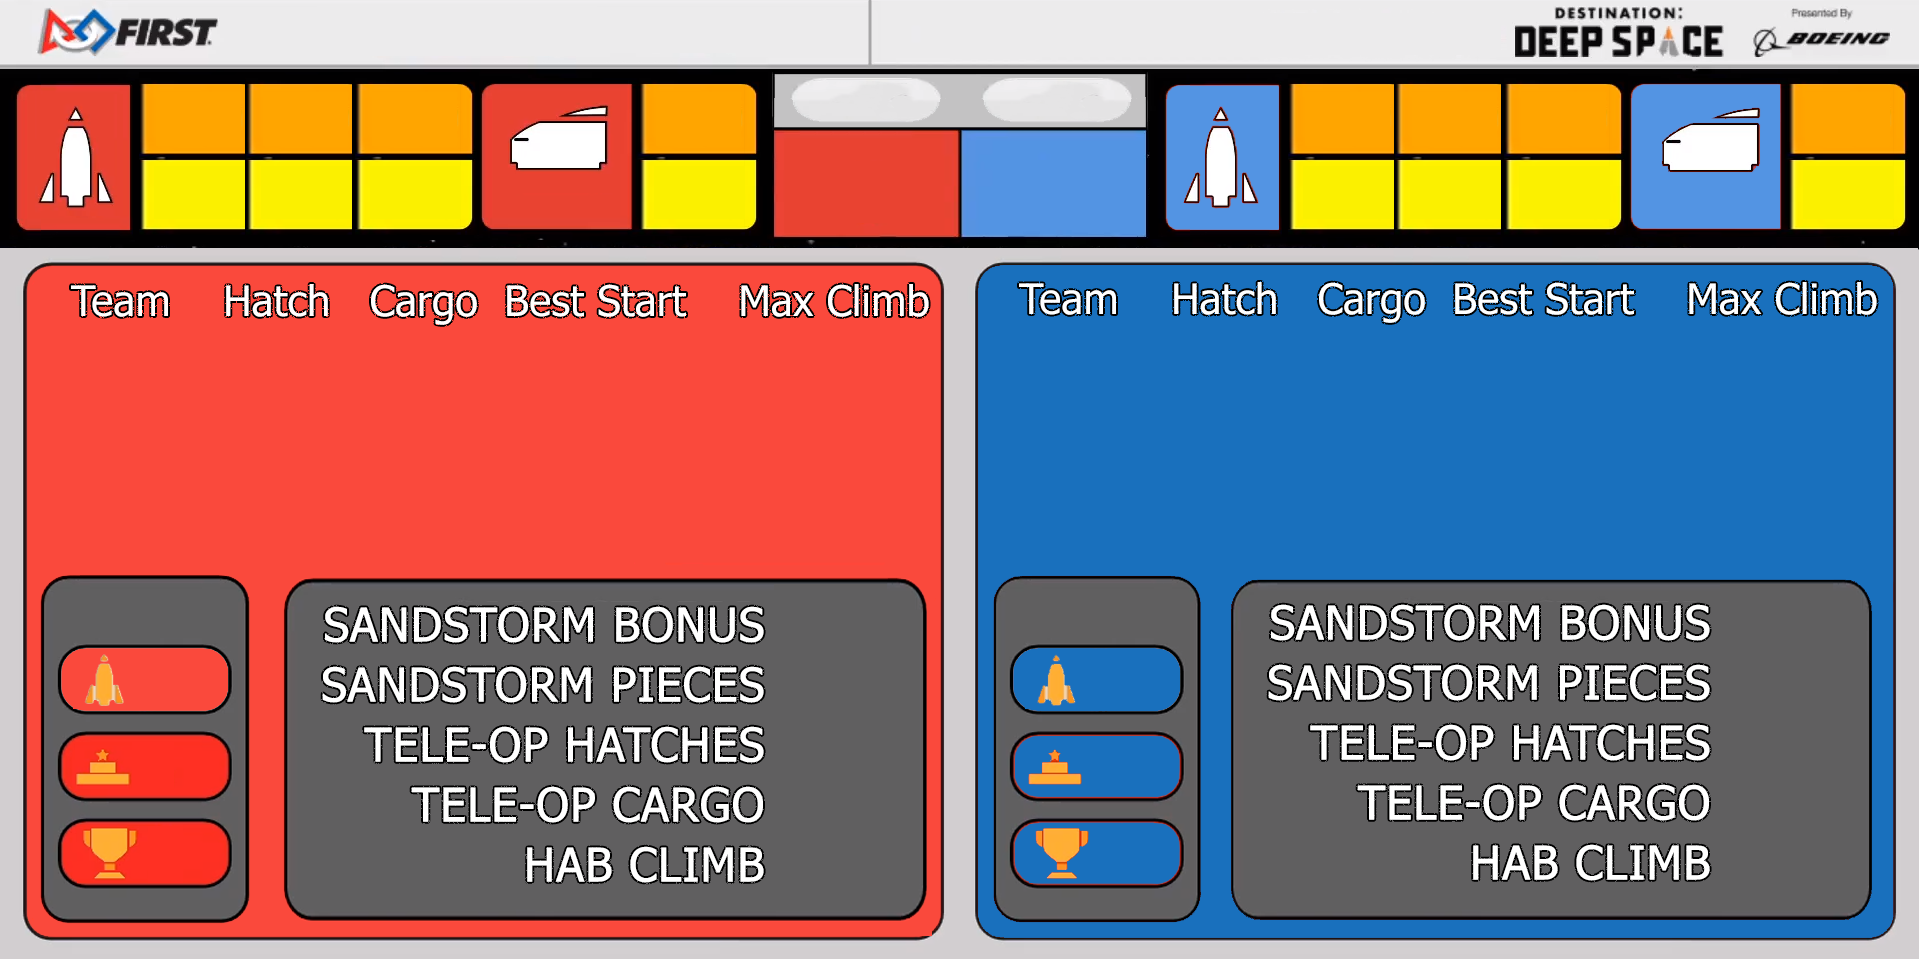 FIRST
DESTINATION:
DEEP SPACE
Presented By
BOEING
Team Hatch Cargo Best Start Max Climb
SANDSTORM BONUS
SANDSTORM PIECES
TELE-OP HATCHES
TELE-OP CARGO
HAB CLIMB
Team Hatch Cargo Best Start Max Climb
SANDSTORM BONUS
SANDSTORM PIECES
TELE-OP HATCHES
TELE-OP CARGO
HAB CLIMB